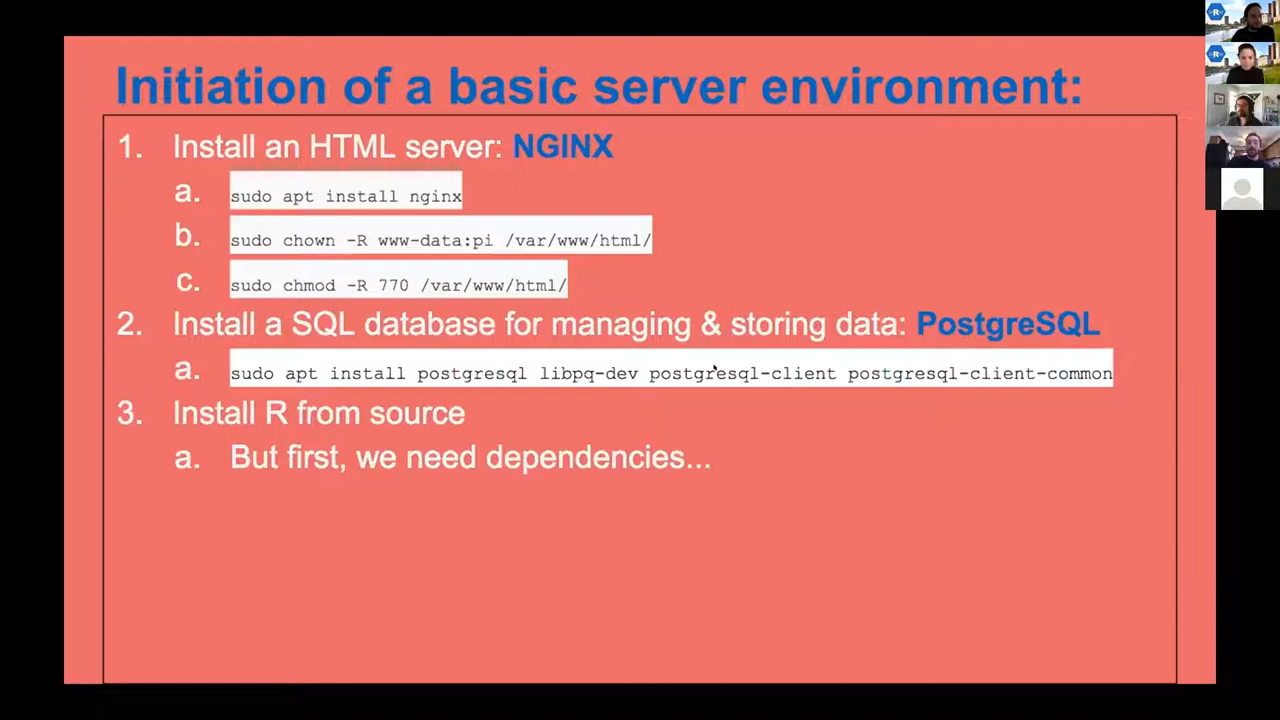 Initiation of a basic server environment:
1. Install an HTML server: NGINX
a. sudo apt install nginx
b. sudo chown -R www-data:pi /var/www/html/
c. sudo chmod -R 770 /var/www/html/
2. Install a SQL database for managing & storing data: PostgreSQL
a. sudo apt install postgresql libpq-dev postgresql-client postgresql-client-common
3. Install R from source
a. But first, we need dependencies...